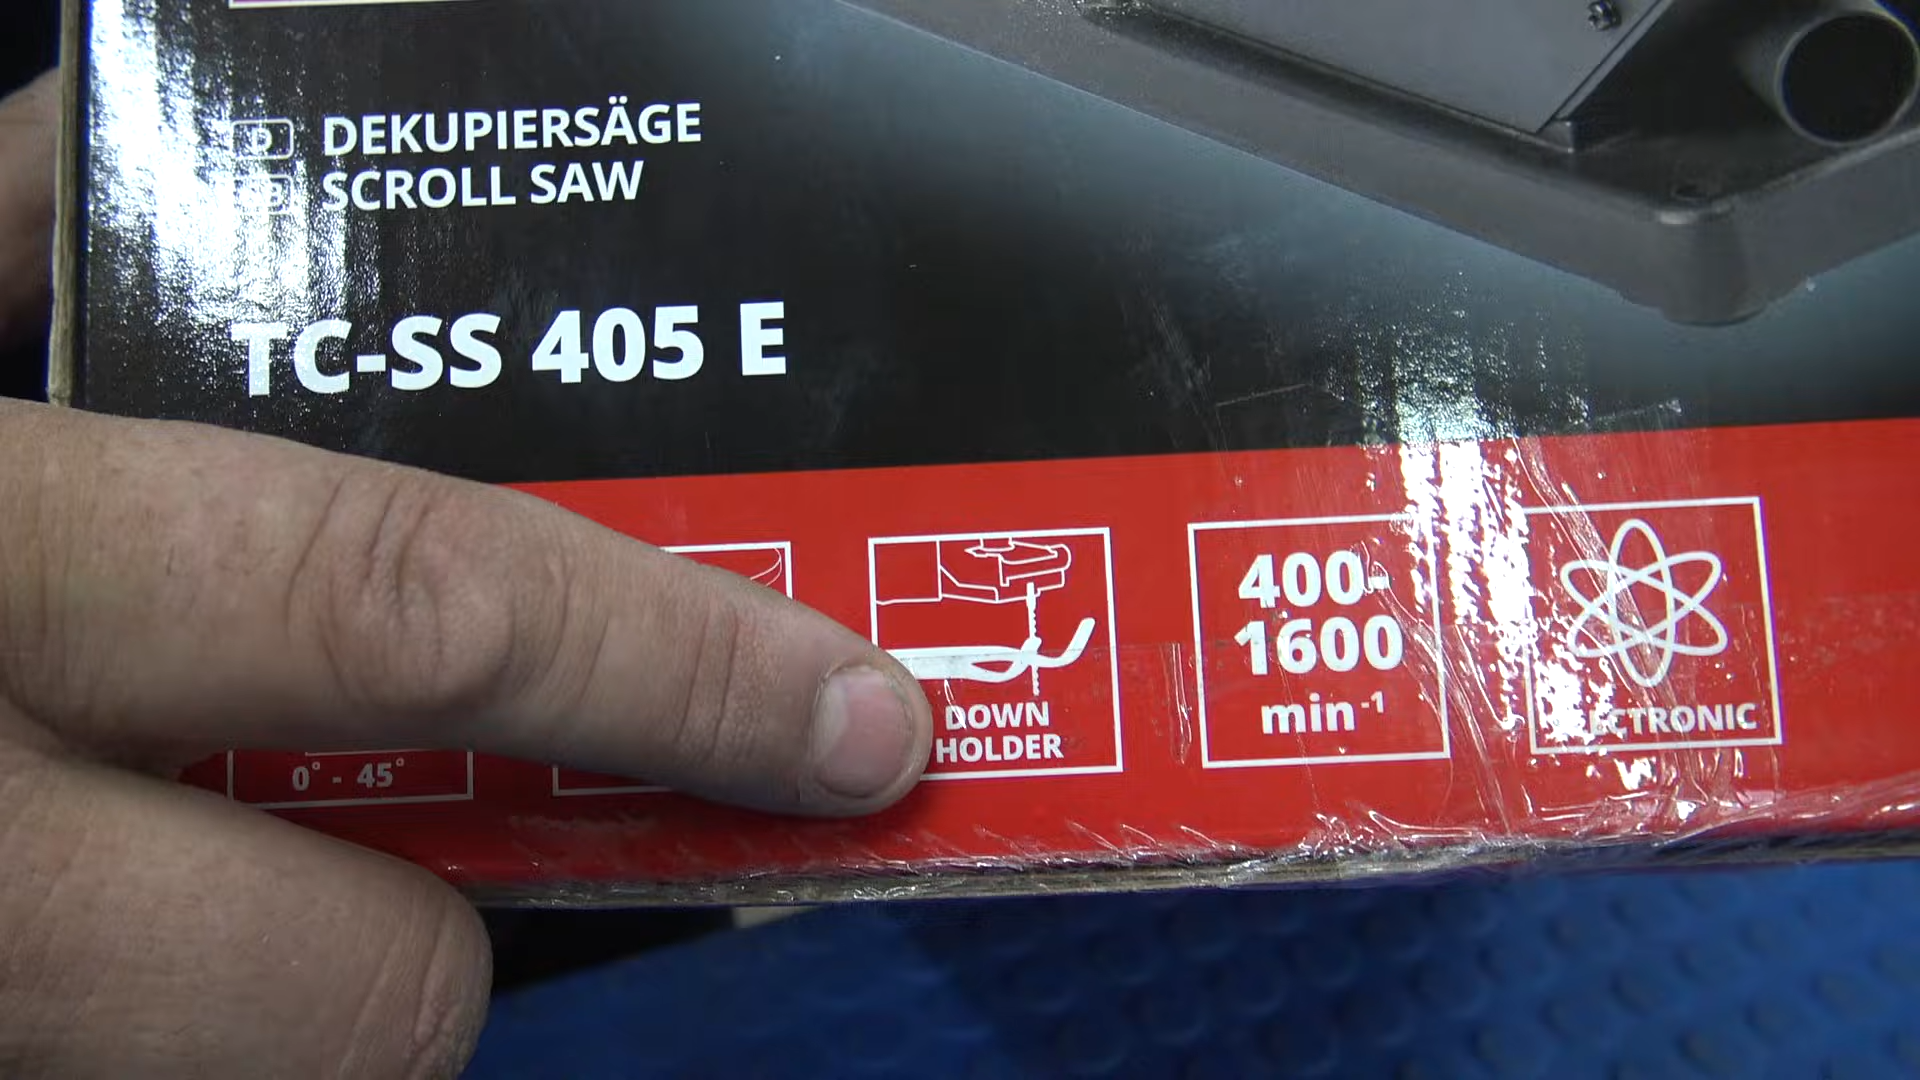 D DEKUPIERSÄGE
SCROLL SAW
TC-SS 405 E
0° - 45°
DOWN
HOLDER
400-
1600
min⁻¹